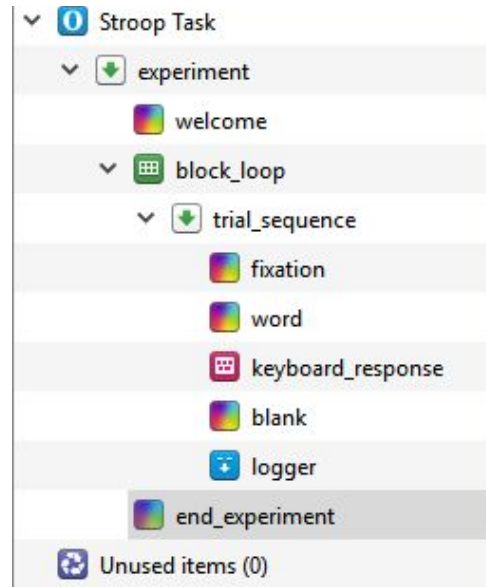 Stroop Task
experiment
welcome
block_loop
trial_sequence
fixation
word
keyboard_response
blank
logger
end_experiment
Unused items (0)